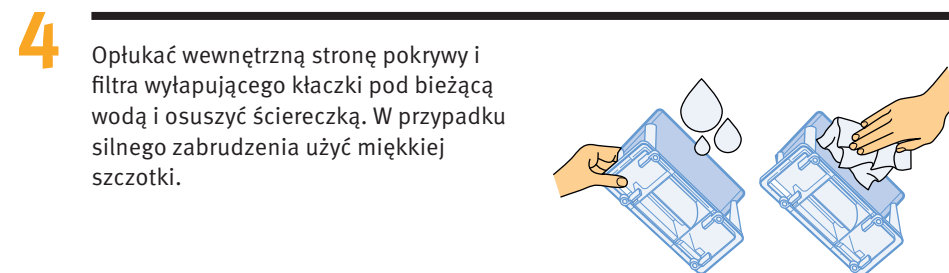 4
Opłukać wewnętrzną stronę pokrywy i
filtra wyłapującego kłaczki pod bieżącą
wodą i osuszyć ściereczką. W przypadku
silnego zabrudzenia użyć miękkiej
szczotki.